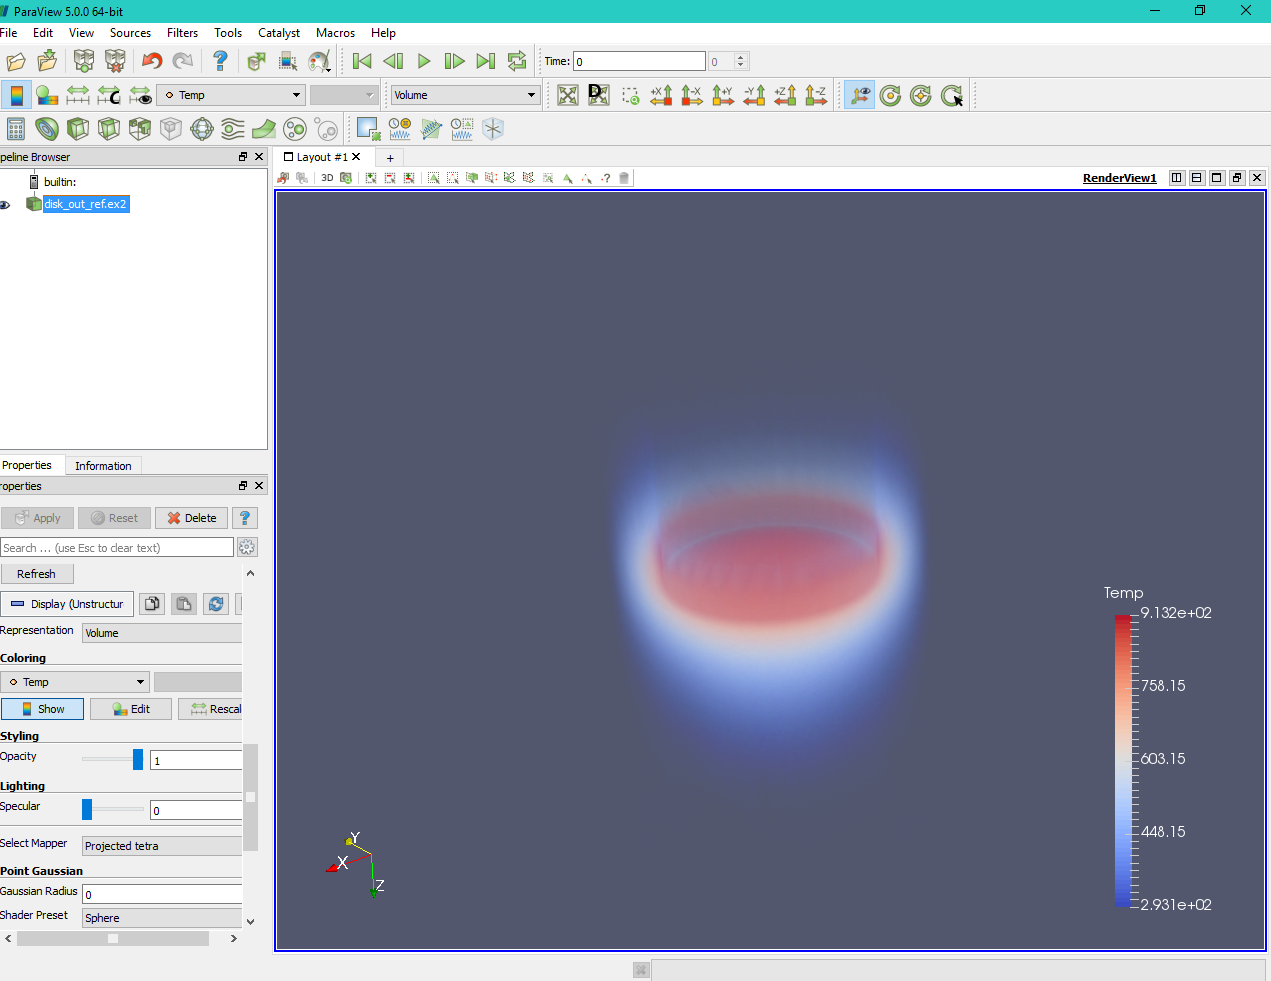 ParaView 5.0.0 64-bit
File Edit View Sources Filters Tools Catalyst Macros Help
Time: 0 0
C
Temp Volume D +X -X +Y -Y +Z -Z
peline Browser Layout #1 +
3D ? RenderView1
builtin:
disk_out_ref.ex2
Properties Information
roperties
Apply Reset Delete ?
Search ... (use Esc to clear text)
Refresh
Display (Unstructur
Representation Volume
Coloring
Temp
Show Edit Rescal
Styling
Opacity 1
Lighting
Specular 0
Select Mapper Projected tetra
Point Gaussian
Gaussian Radius 0
Shader Preset Sphere
Y
X
Z
Temp
9.132e+02
758.15
603.15
448.15
2.931e+02